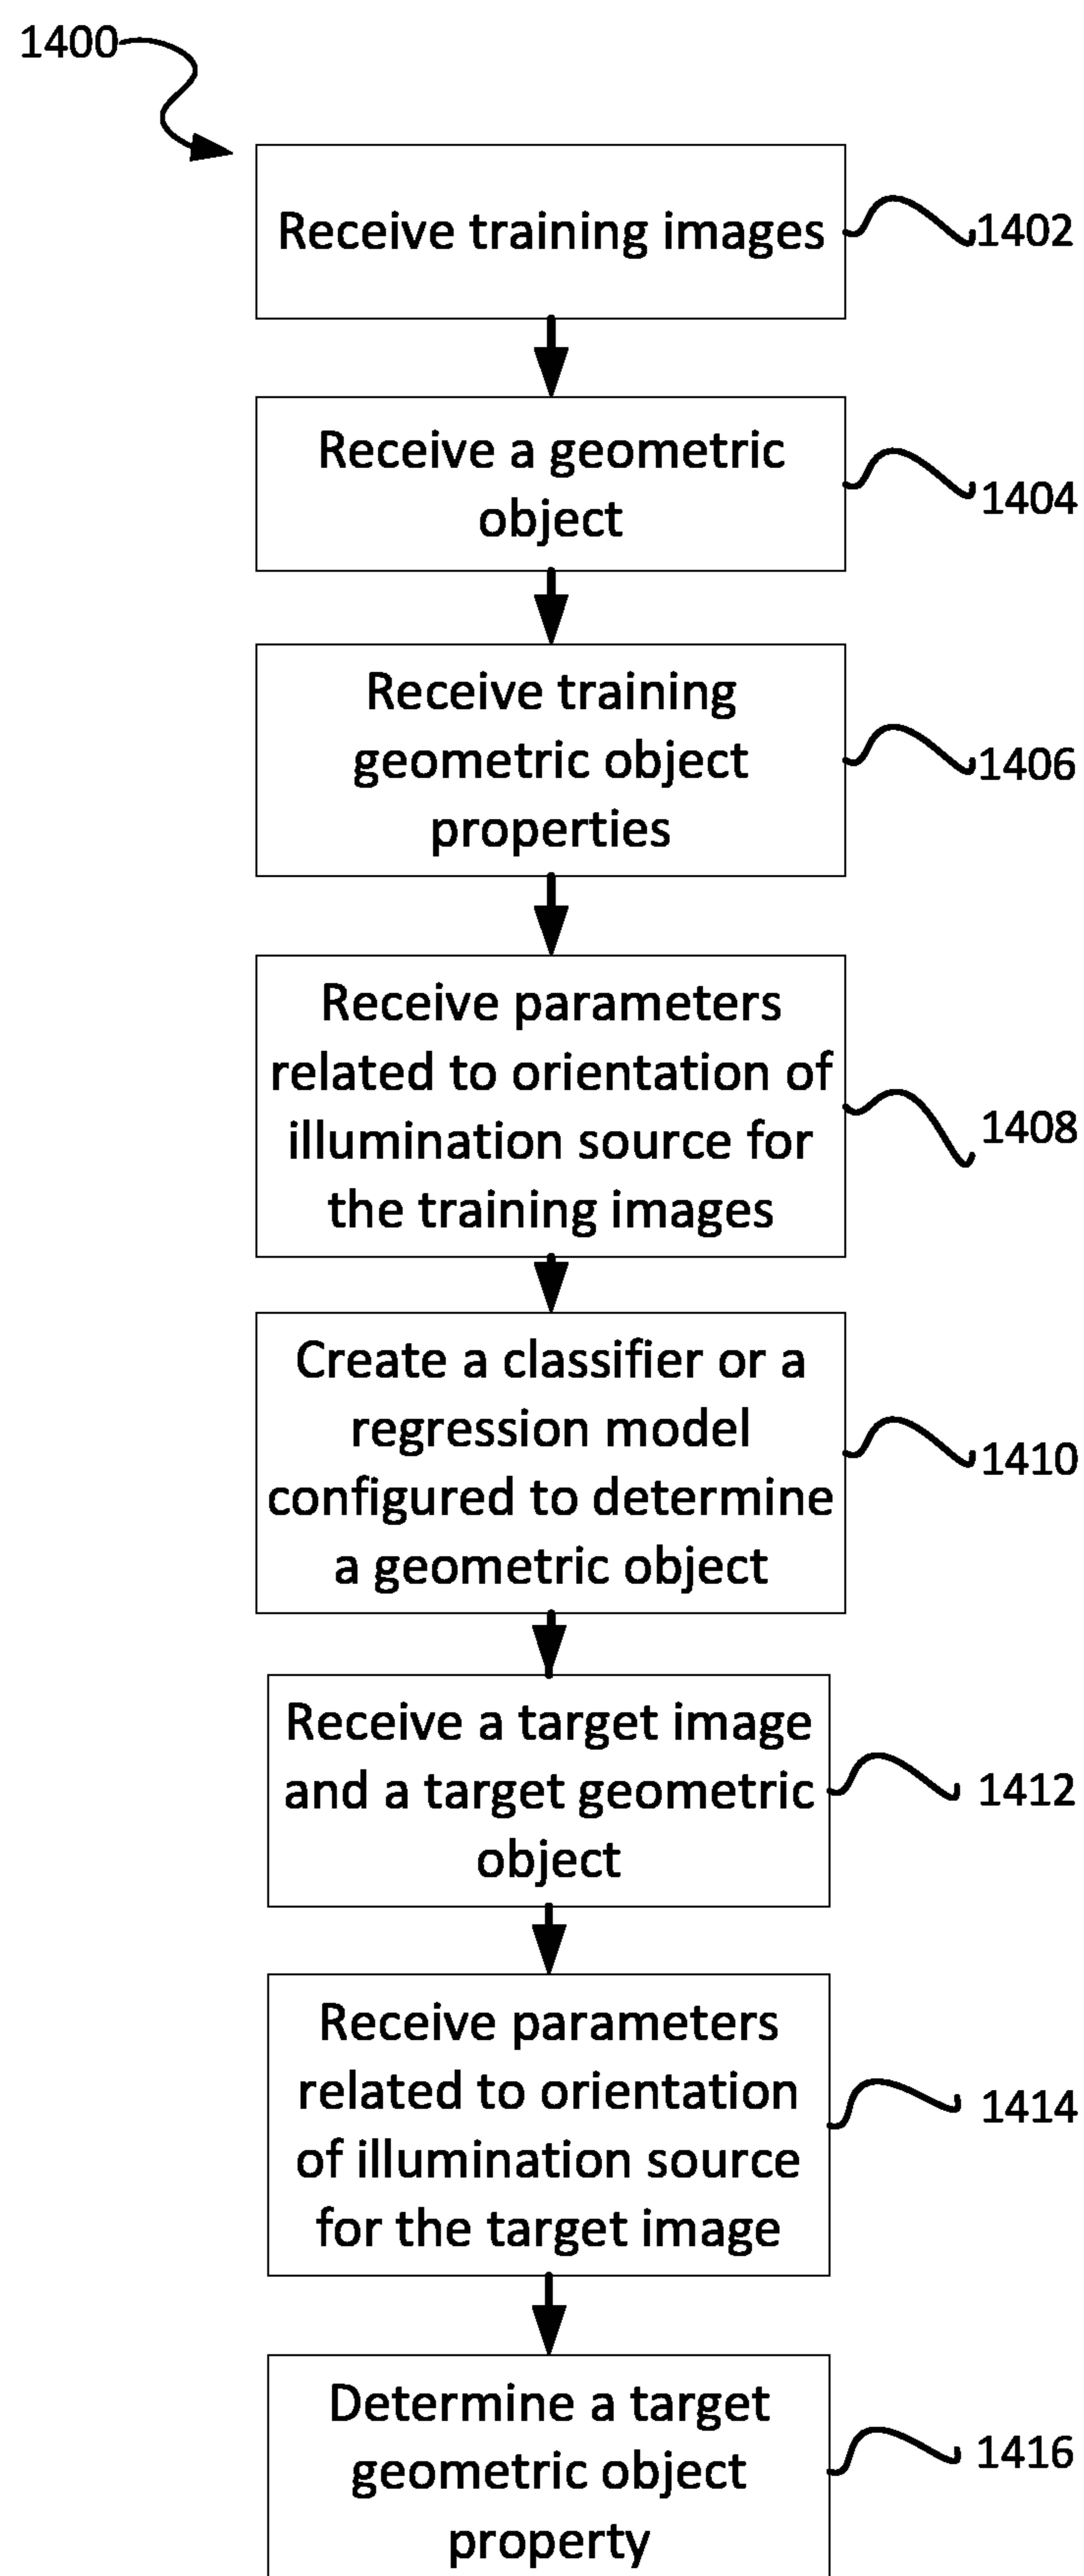 1400
Receive training images
1402
Receive a geometric
object
1404
Receive training
geometric object
properties
1406
Receive parameters
related to orientation of
illumination source for
the training images
1408
Create a classifier or a
regression model
configured to determine
a geometric object
1410
Receive a target image
and a target geometric
object
1412
Receive parameters
related to orientation
of illumination source
for the target image
1414
Determine a target
geometric object
property
1416